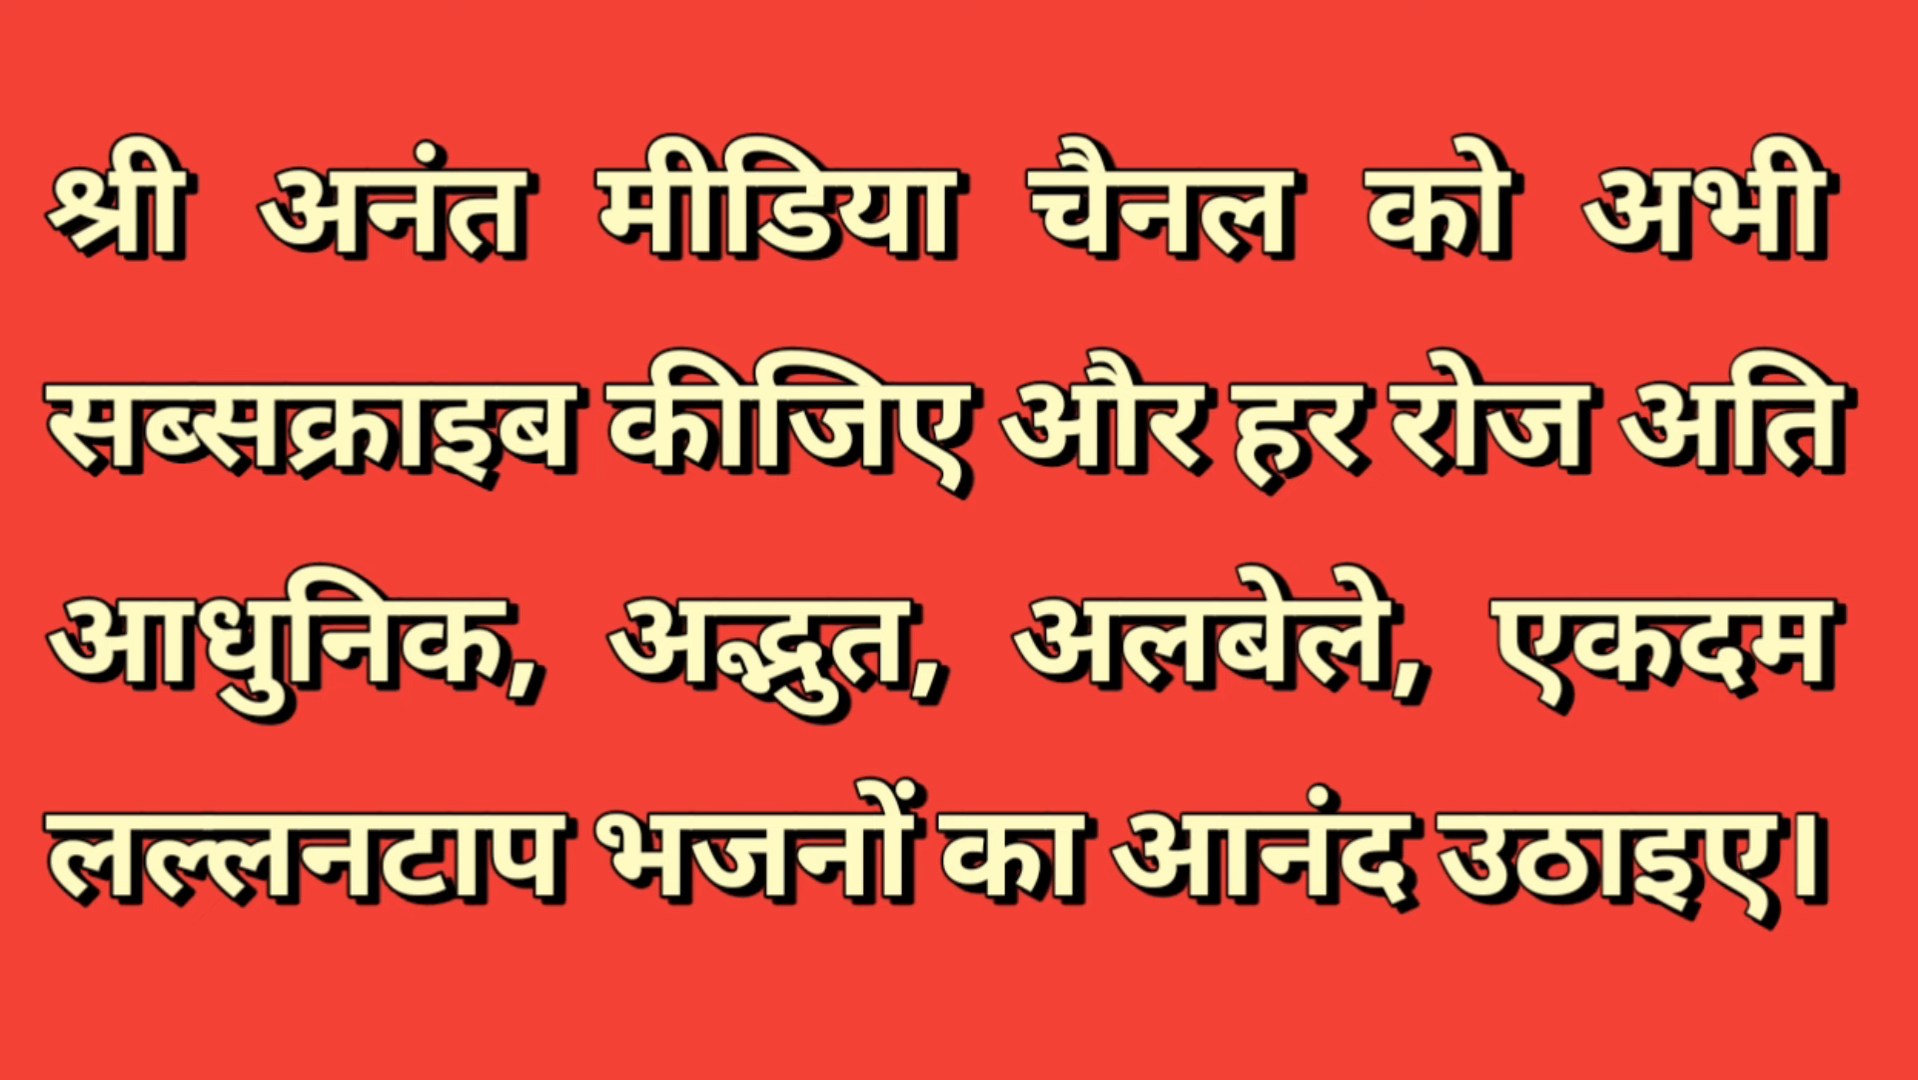 श्री अनंत मीडिया चैनल को अभी
सब्सक्राइब कीजिए और हर रोज अति
आधुनिक, अद्भुत, अलबेले, एकदम
लल्लनटाप भजनों का आनंद उठाइए।